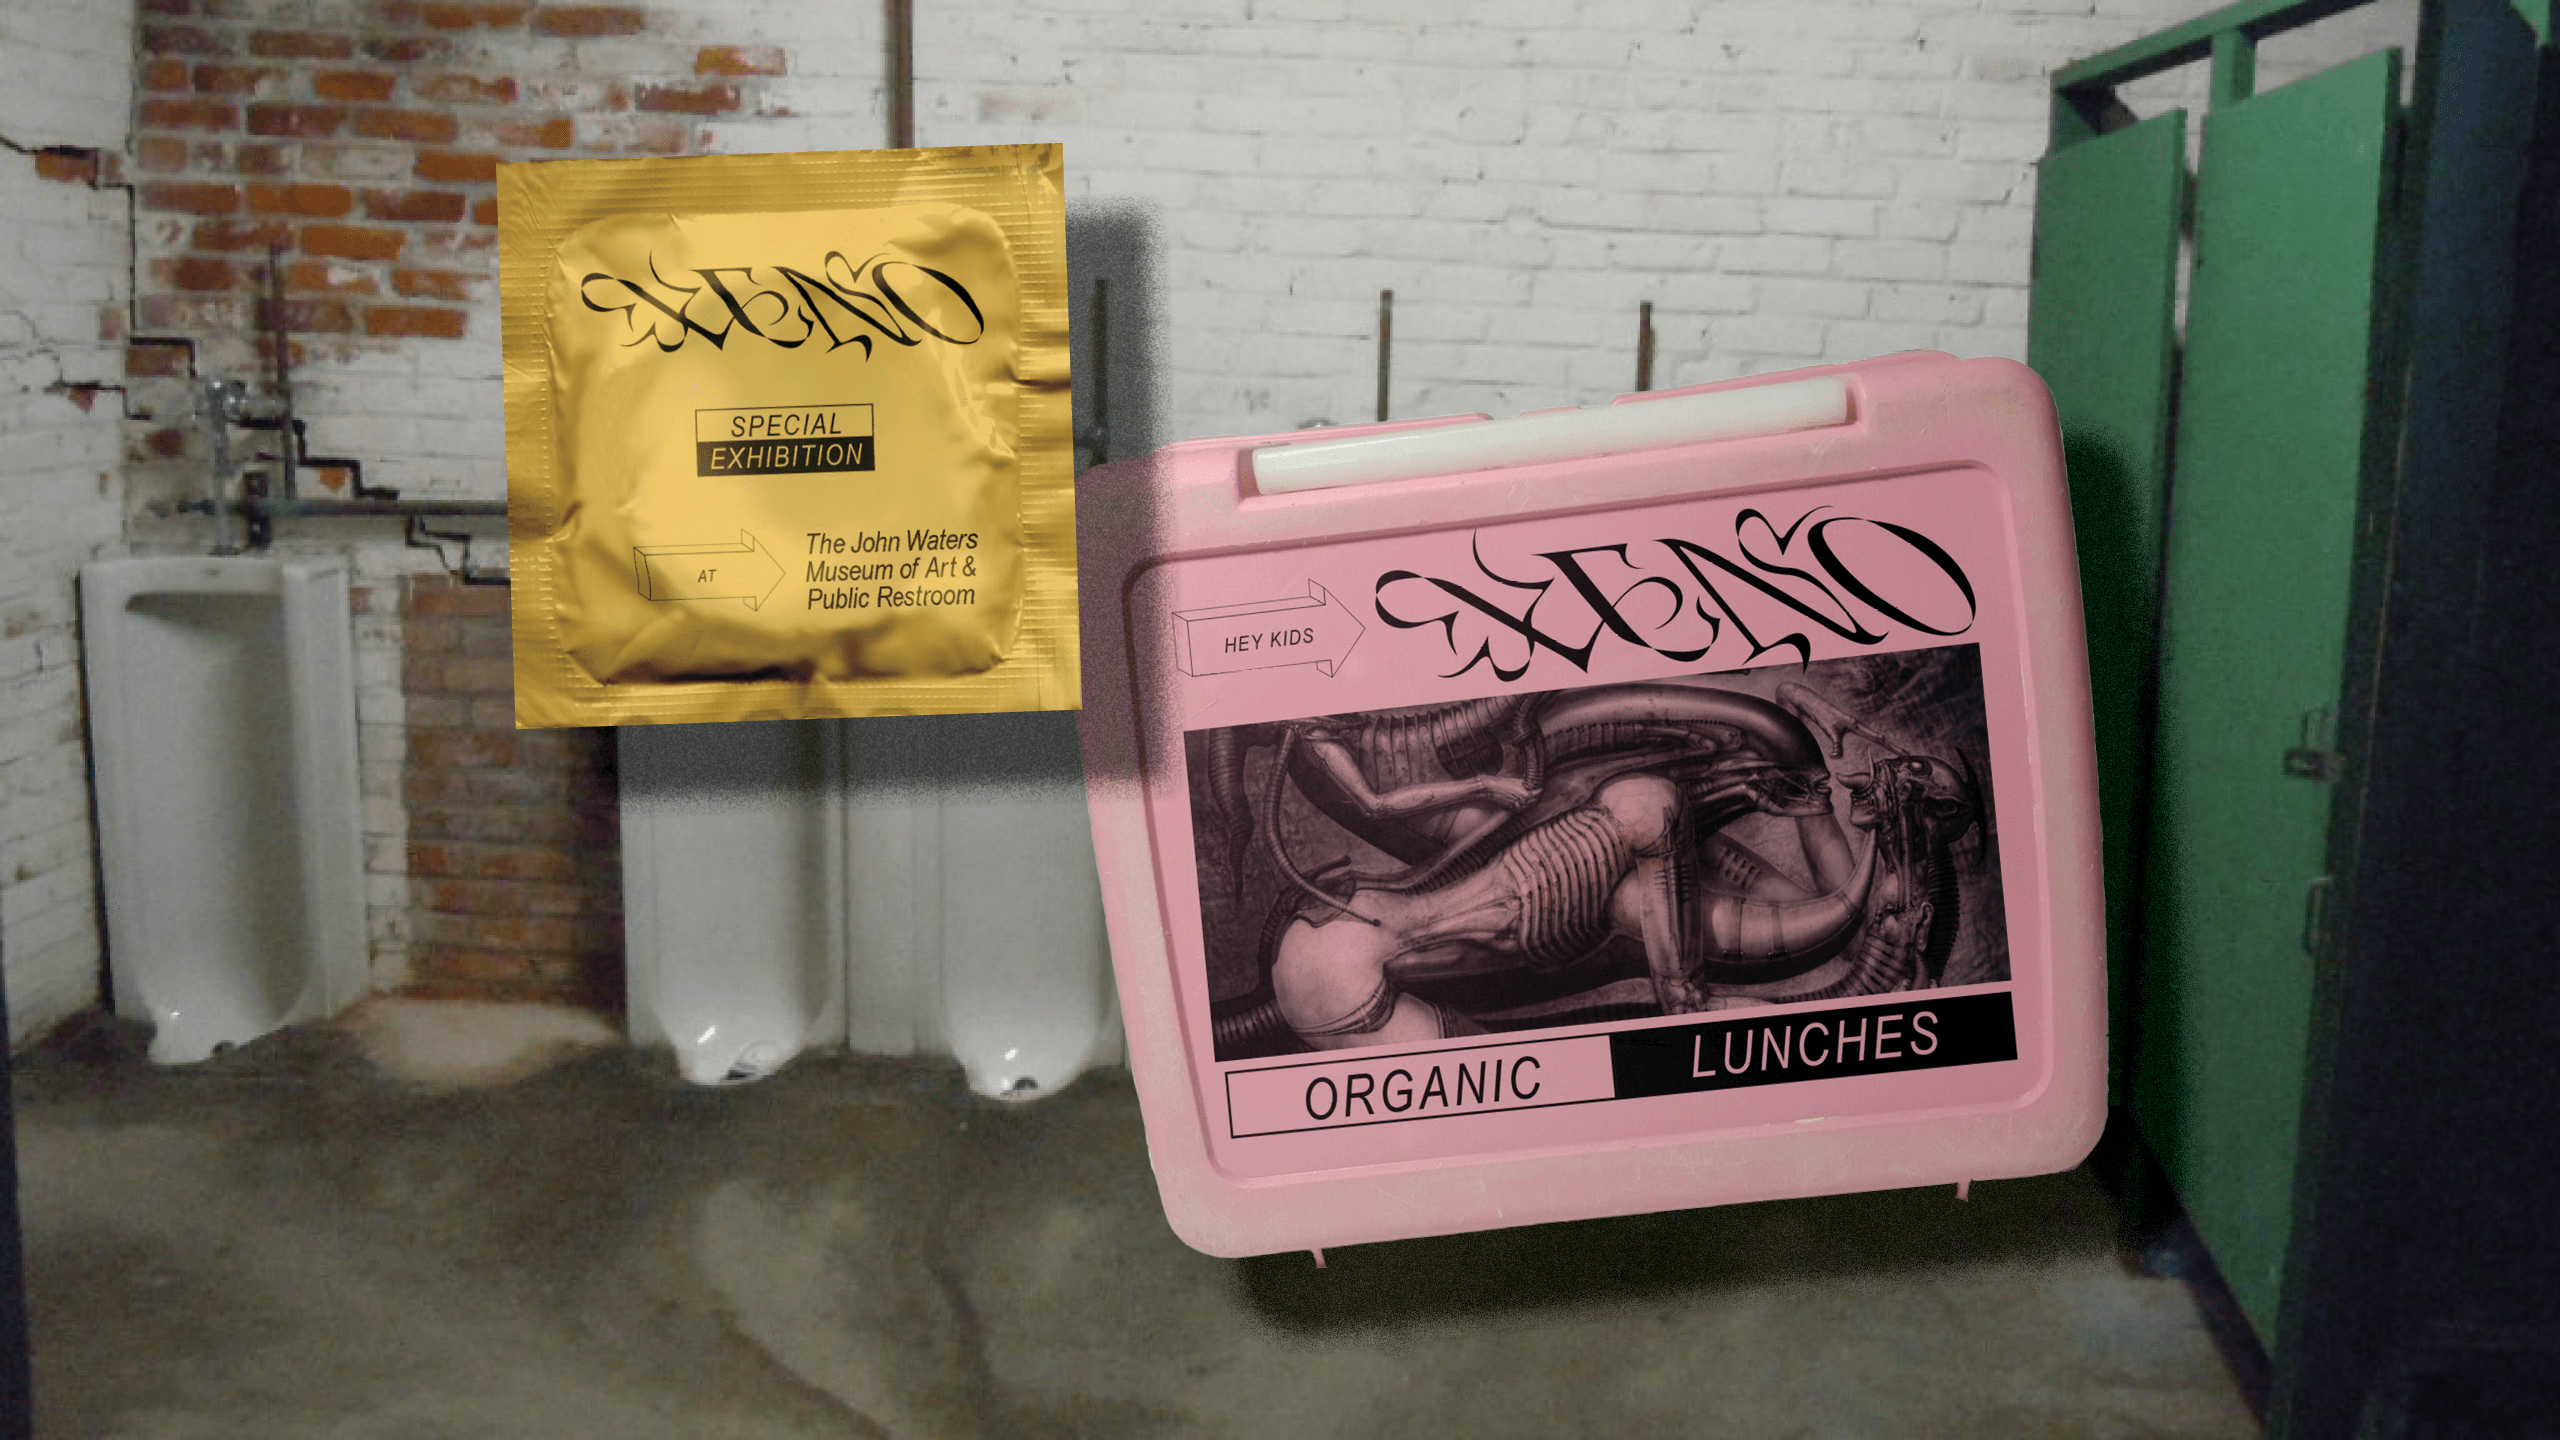 XENO
SPECIAL
EXHIBITION
AT
The John Waters
Museum of Art &
Public Restroom
HEY KIDS
XENO
ORGANIC
LUNCHES